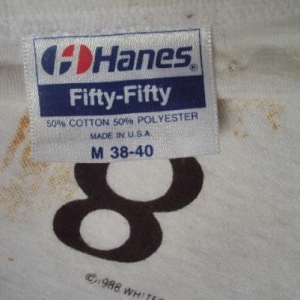 Hanes®
Fifty-Fifty
50% COTTON 50% POLYESTER
MADE IN U.S.A.
M 38-40
8
©1988